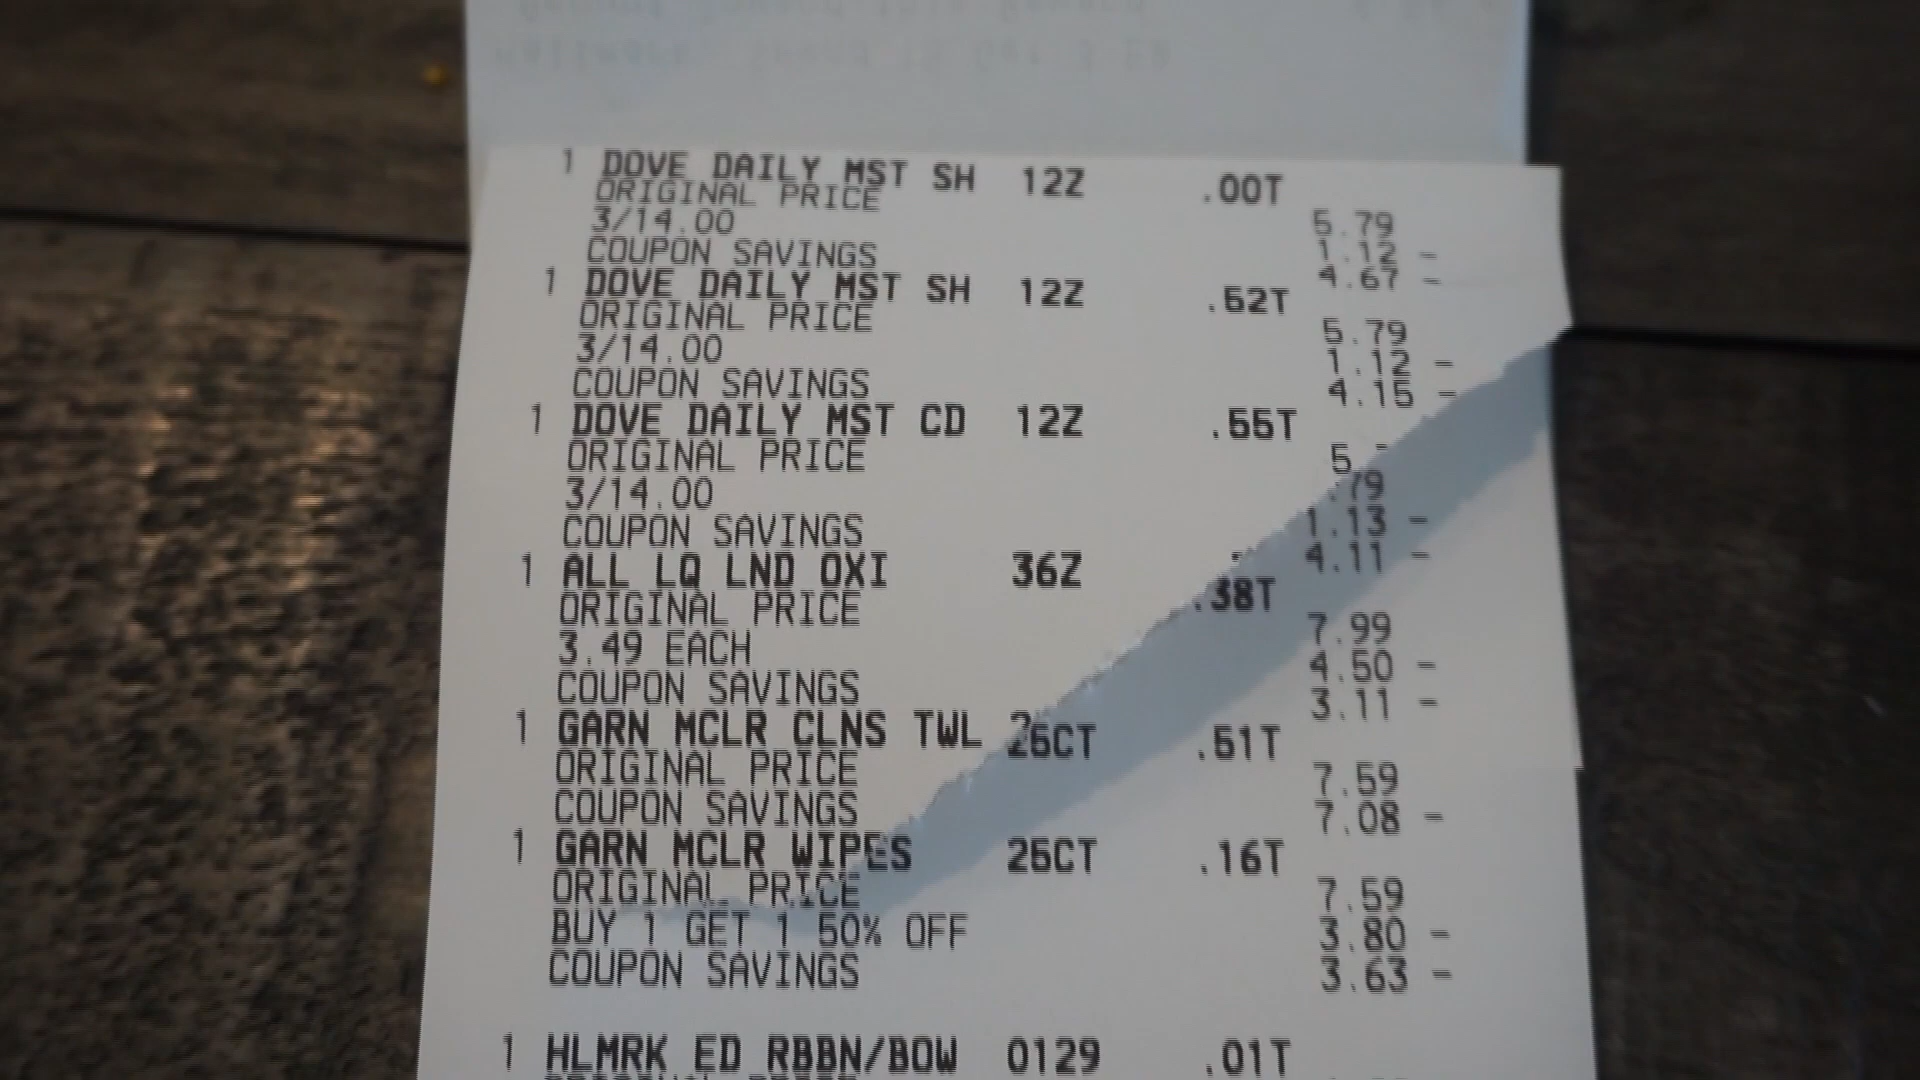 1 DOVE DAILY MST SH 12Z .00T
ORIGINAL PRICE 5.79
3/14.00 1.12 -
COUPON SAVINGS 4.67 -
1 DOVE DAILY MST SH 12Z .52T
ORIGINAL PRICE 5.79
3/14.00 1.12 -
COUPON SAVINGS 4.15 -
1 DOVE DAILY MST CD 12Z .55T
ORIGINAL PRICE 5.79
3/14.00 1.13 -
COUPON SAVINGS 4.11 -
1 ALL LQ LND OXI 36Z .38T
ORIGINAL PRICE 7.99
3.49 EACH 4.50 -
COUPON SAVINGS 3.11 -
1 GARN MCLR CLNS TWL 25CT .51T
ORIGINAL PRICE 7.59
COUPON SAVINGS 7.08 -
1 GARN MCLR WIPES 25CT .16T
ORIGINAL PRICE 7.59
BUY 1 GET 1 50% OFF 3.80 -
COUPON SAVINGS 3.63 -
1 HLMRK ED RBBN/BOW 0129 .01T